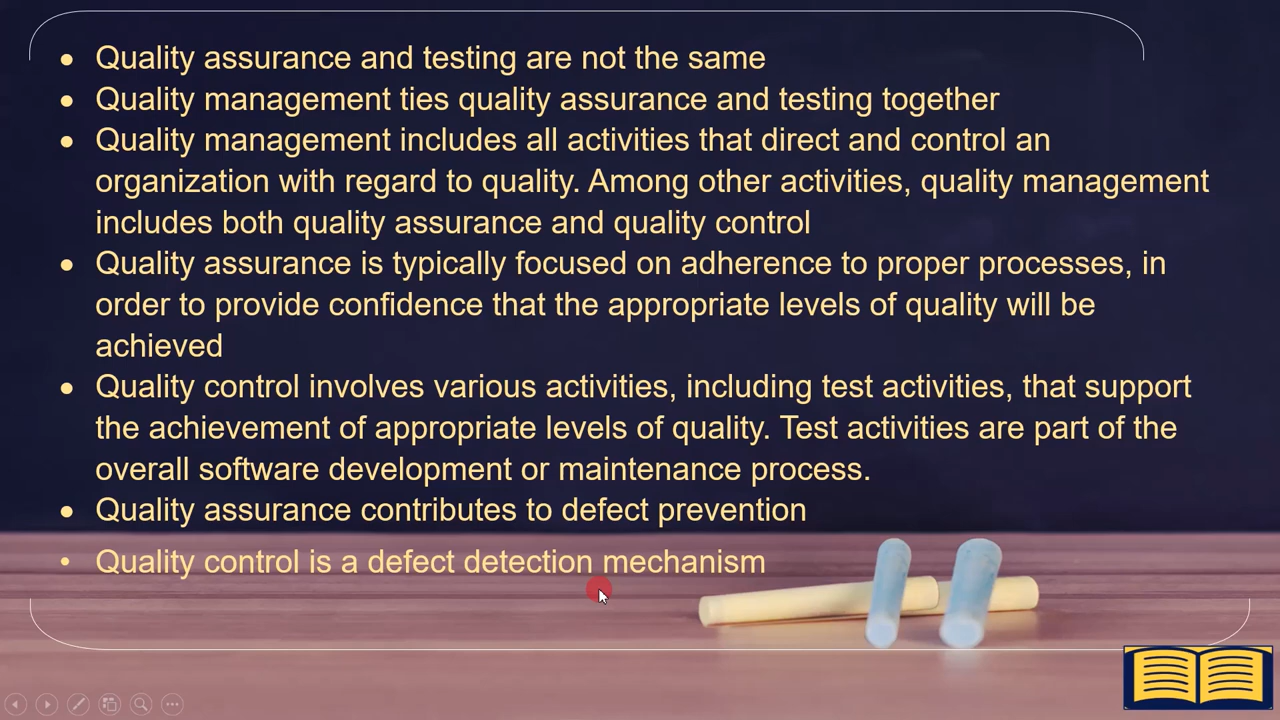 • Quality assurance and testing are not the same
• Quality management ties quality assurance and testing together
• Quality management includes all activities that direct and control an
organization with regard to quality. Among other activities, quality management
includes both quality assurance and quality control
• Quality assurance is typically focused on adherence to proper processes, in
order to provide confidence that the appropriate levels of quality will be
achieved
• Quality control involves various activities, including test activities, that support
the achievement of appropriate levels of quality. Test activities are part of the
overall software development or maintenance process.
• Quality assurance contributes to defect prevention
• Quality control is a defect detection mechanism